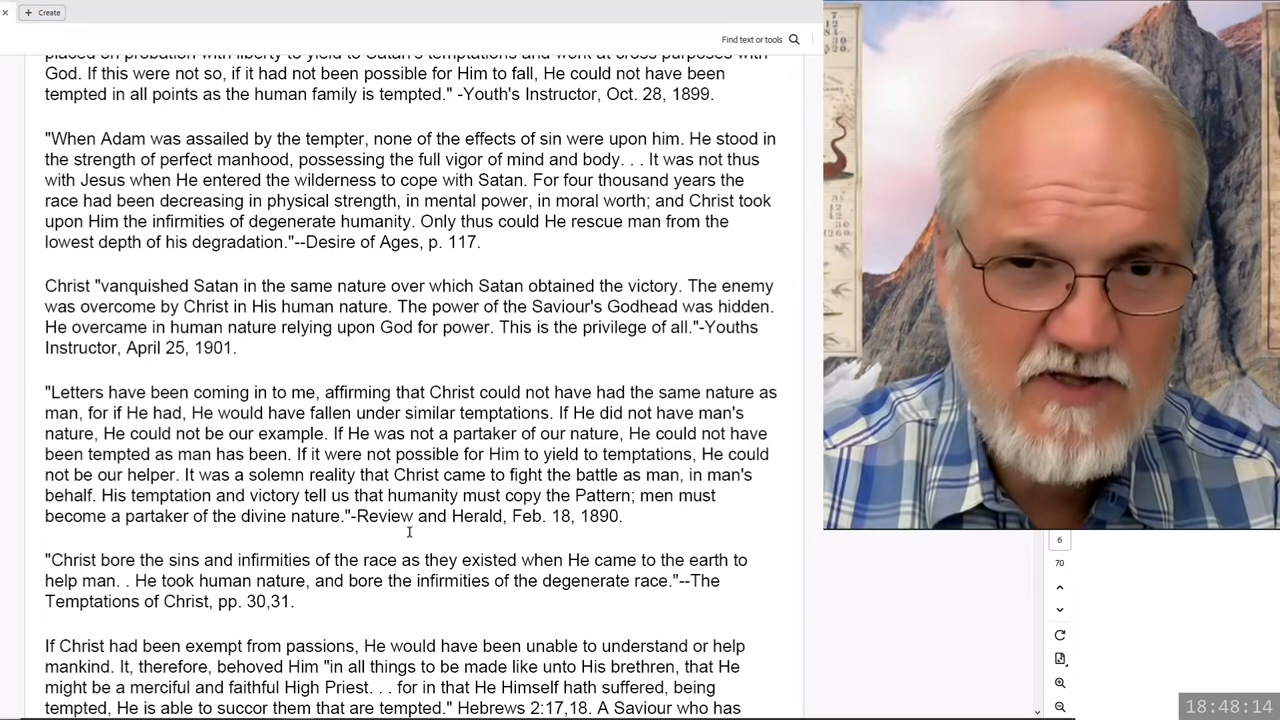 + Create
Find text or tools
placed on probation with liberty to yield to Satan's temptations and work at cross purposes with
God. If this were not so, if it had not been possible for Him to fall, He could not have been
tempted in all points as the human family is tempted." -Youth's Instructor, Oct. 28, 1899.
"When Adam was assailed by the tempter, none of the effects of sin were upon him. He stood in
the strength of perfect manhood, possessing the full vigor of mind and body. . . It was not thus
with Jesus when He entered the wilderness to cope with Satan. For four thousand years the
race had been decreasing in physical strength, in mental power, in moral worth; and Christ took
upon Him the infirmities of degenerate humanity. Only thus could He rescue man from the
lowest depth of his degradation."--Desire of Ages, p. 117.
Christ "vanquished Satan in the same nature over which Satan obtained the victory. The enemy
was overcome by Christ in His human nature. The power of the Saviour's Godhead was hidden.
He overcame in human nature relying upon God for power. This is the privilege of all."-Youths
Instructor, April 25, 1901.
"Letters have been coming in to me, affirming that Christ could not have had the same nature as
man, for if He had, He would have fallen under similar temptations. If He did not have man's
nature, He could not be our example. If He was not a partaker of our nature, He could not have
been tempted as man has been. If it were not possible for Him to yield to temptations, He could
not be our helper. It was a solemn reality that Christ came to fight the battle as man, in man's
behalf. His temptation and victory tell us that humanity must copy the Pattern; men must
become a partaker of the divine nature."-Review and Herald, Feb. 18, 1890.
"Christ bore the sins and infirmities of the race as they existed when He came to the earth to
help man. . He took human nature, and bore the infirmities of the degenerate race."--The
Temptations of Christ, pp. 30,31.
If Christ had been exempt from passions, He would have been unable to understand or help
mankind. It, therefore, behoved Him "in all things to be made like unto His brethren, that He
might be a merciful and faithful High Priest. . . for in that He Himself hath suffered, being
tempted, He is able to succor them that are tempted." Hebrews 2:17,18. A Saviour who has
6
70
18:48:14